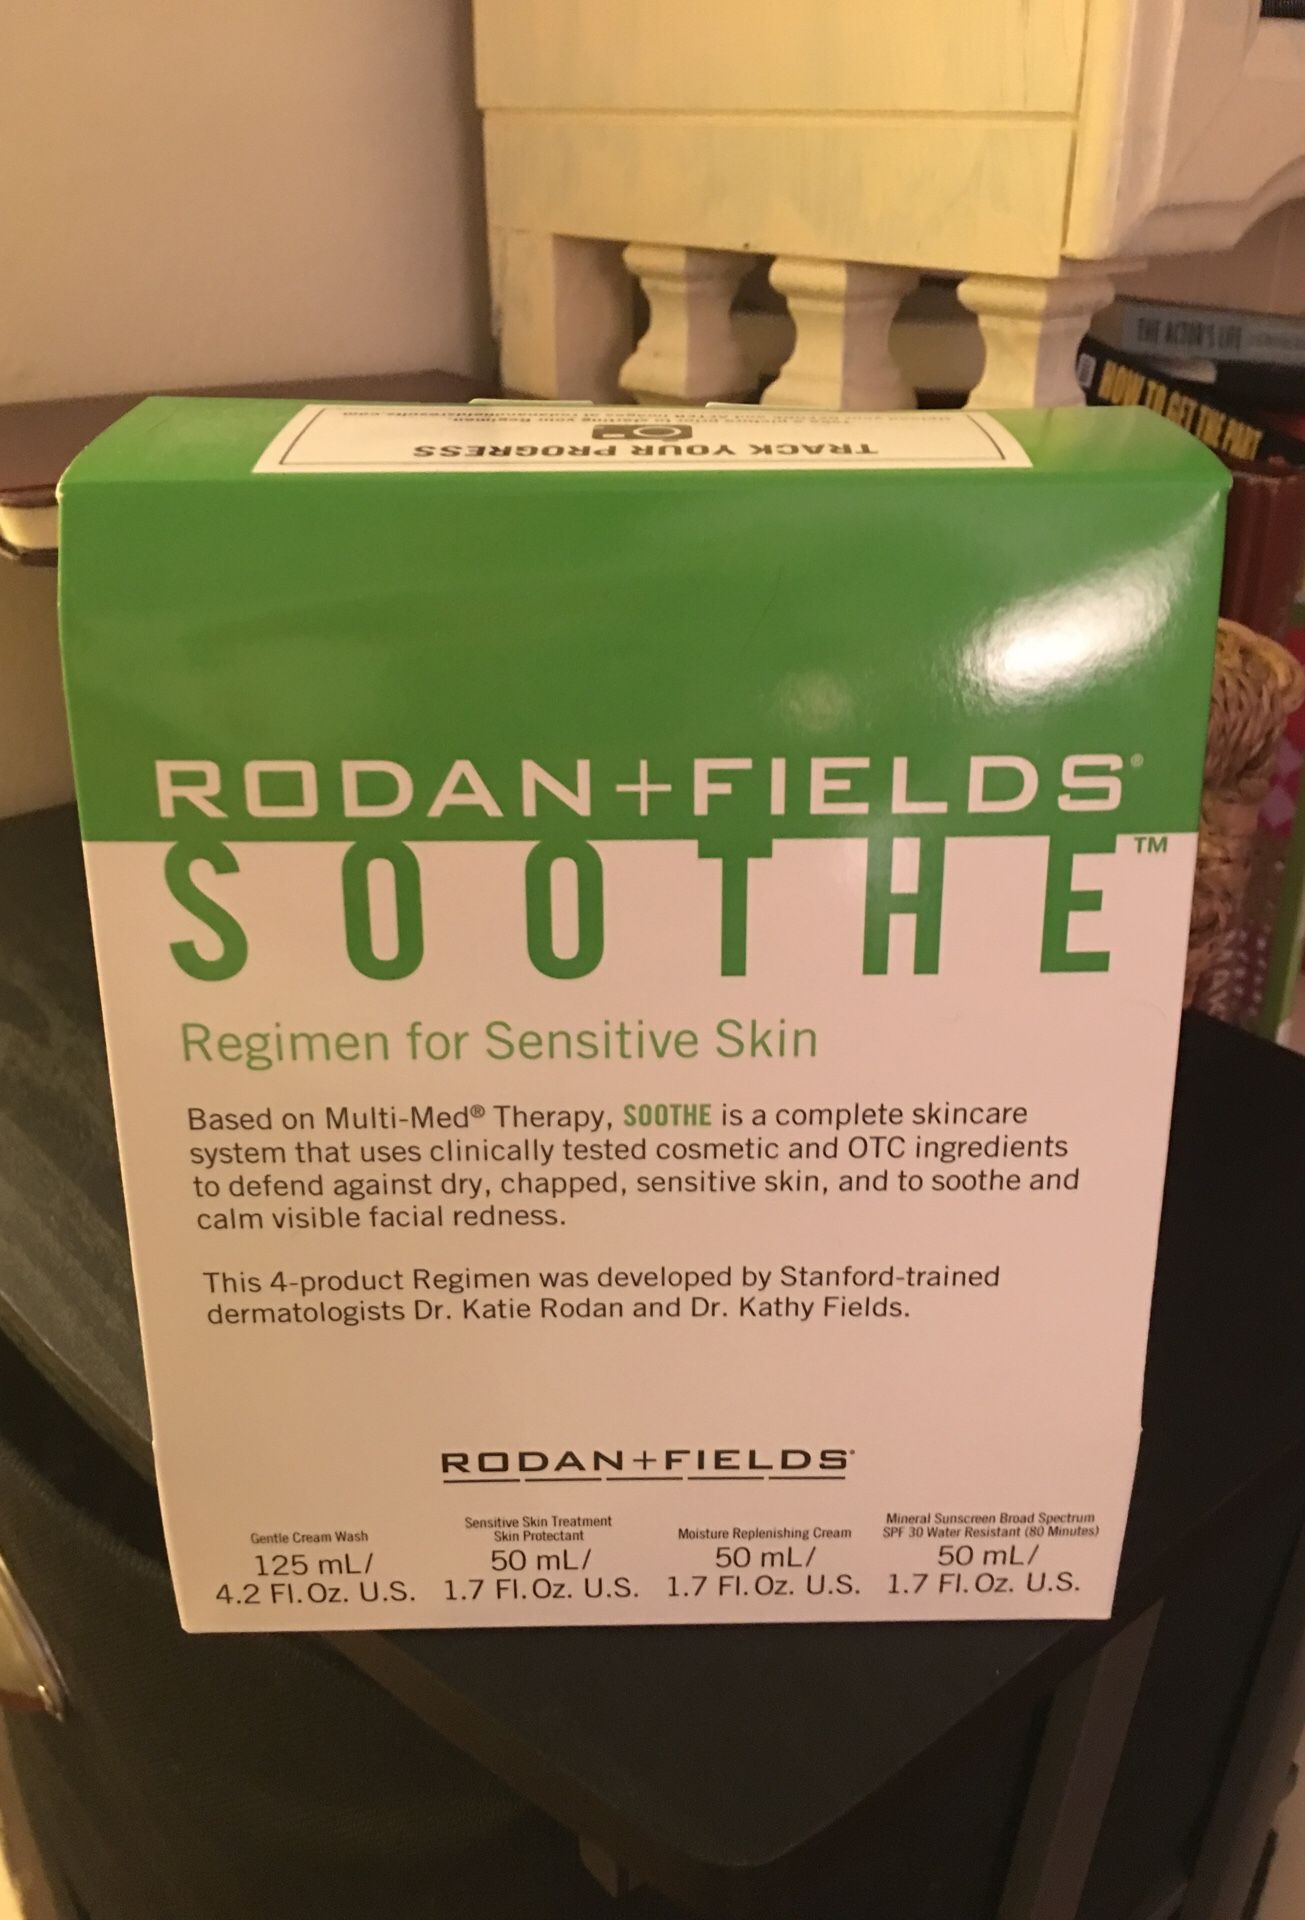 TRACK YOUR PROGRESS
THE ACTOR'S LIFE
HOW TO GET THE PART
RODAN+FIELDS®
SOOTHE™
Regimen for Sensitive Skin
Based on Multi-Med® Therapy, SOOTHE is a complete skincare
system that uses clinically tested cosmetic and OTC ingredients
to defend against dry, chapped, sensitive skin, and to soothe and
calm visible facial redness.
This 4-product Regimen was developed by Stanford-trained
dermatologists Dr. Katie Rodan and Dr. Kathy Fields.
RODAN+FIELDS®
Gentle Cream Wash
125 mL/
4.2 Fl.Oz. U.S.
Sensitive Skin Treatment
Skin Protectant
50 mL/
1.7 Fl.Oz. U.S.
Moisture Replenishing Cream
50 mL/
1.7 Fl.Oz. U.S.
Mineral Sunscreen Broad Spectrum
SPF 30 Water Resistant (80 Minutes)
50 mL/
1.7 Fl.Oz. U.S.